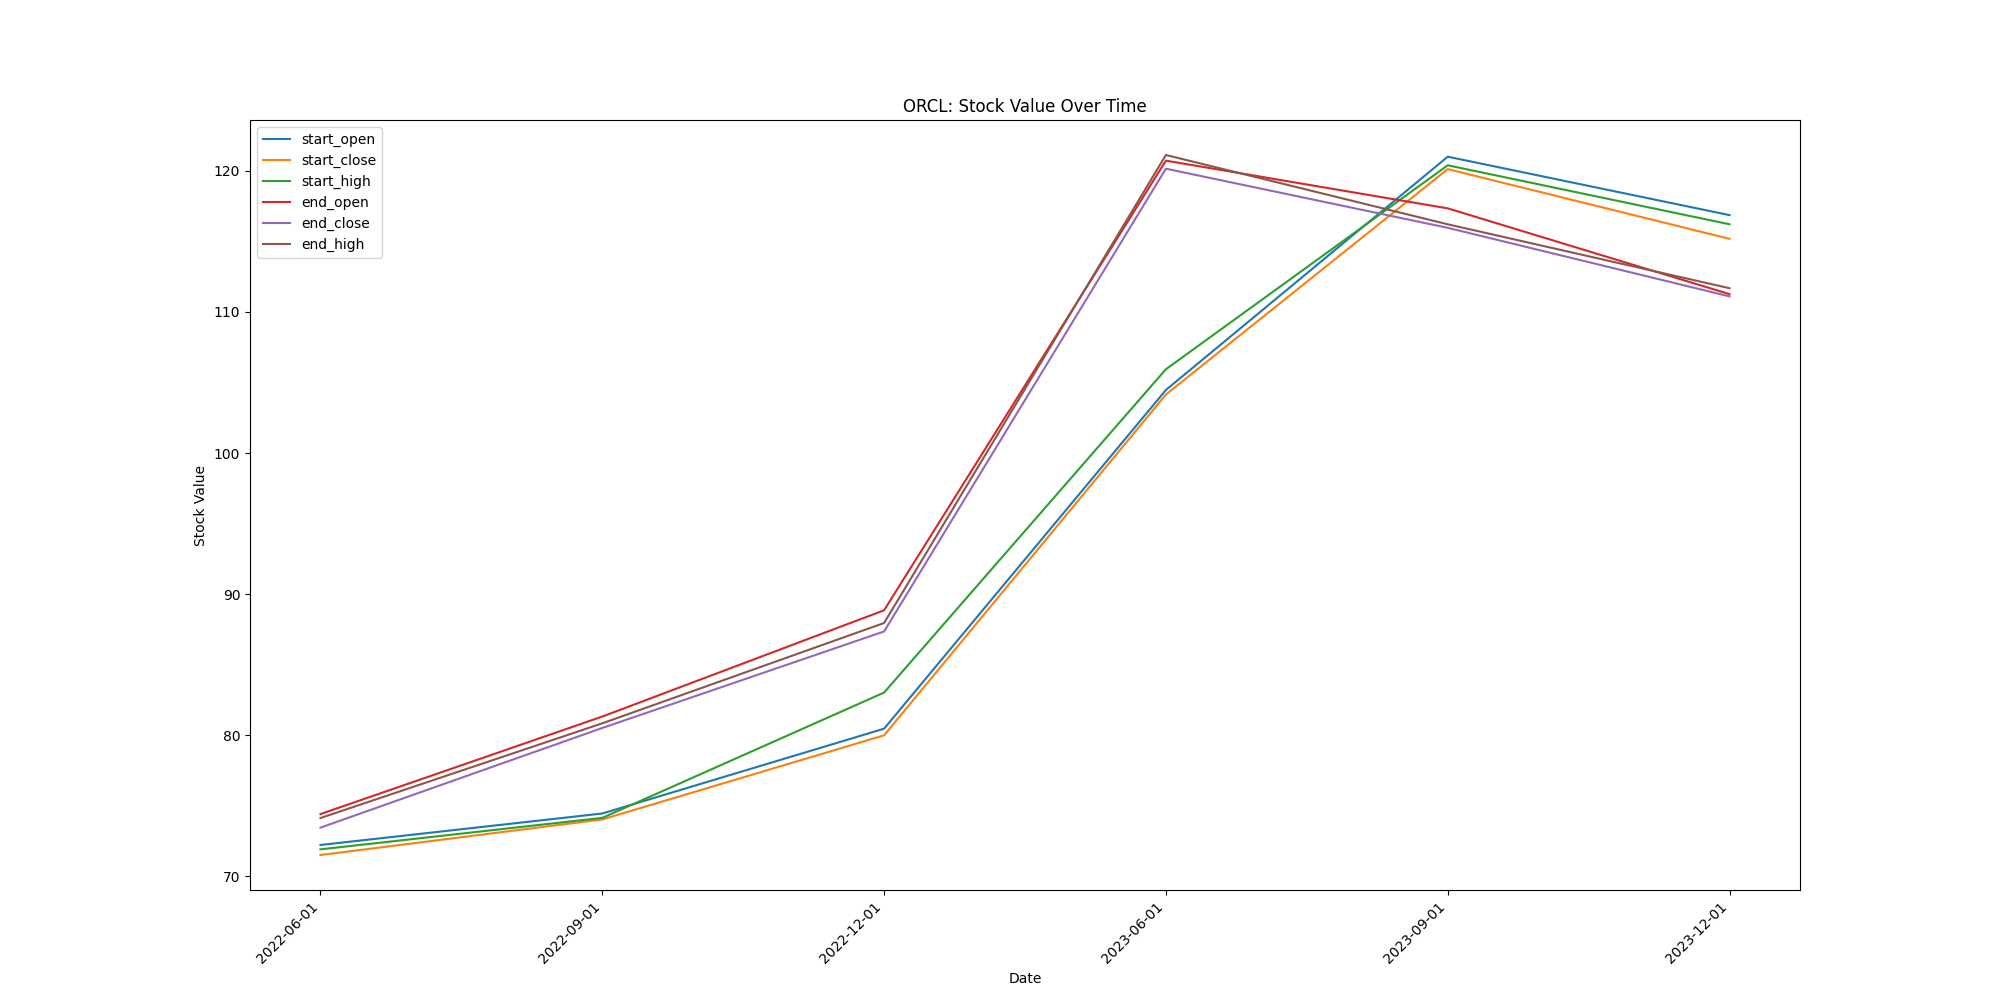 ORCL: Stock Value Over Time
start_open
start_close
start_high
end_open
end_close
end_high
Stock Value
120
110
100
90
80
70
2022-06-01
2022-09-01
2022-12-01
2023-06-01
2023-09-01
2023-12-01
Date